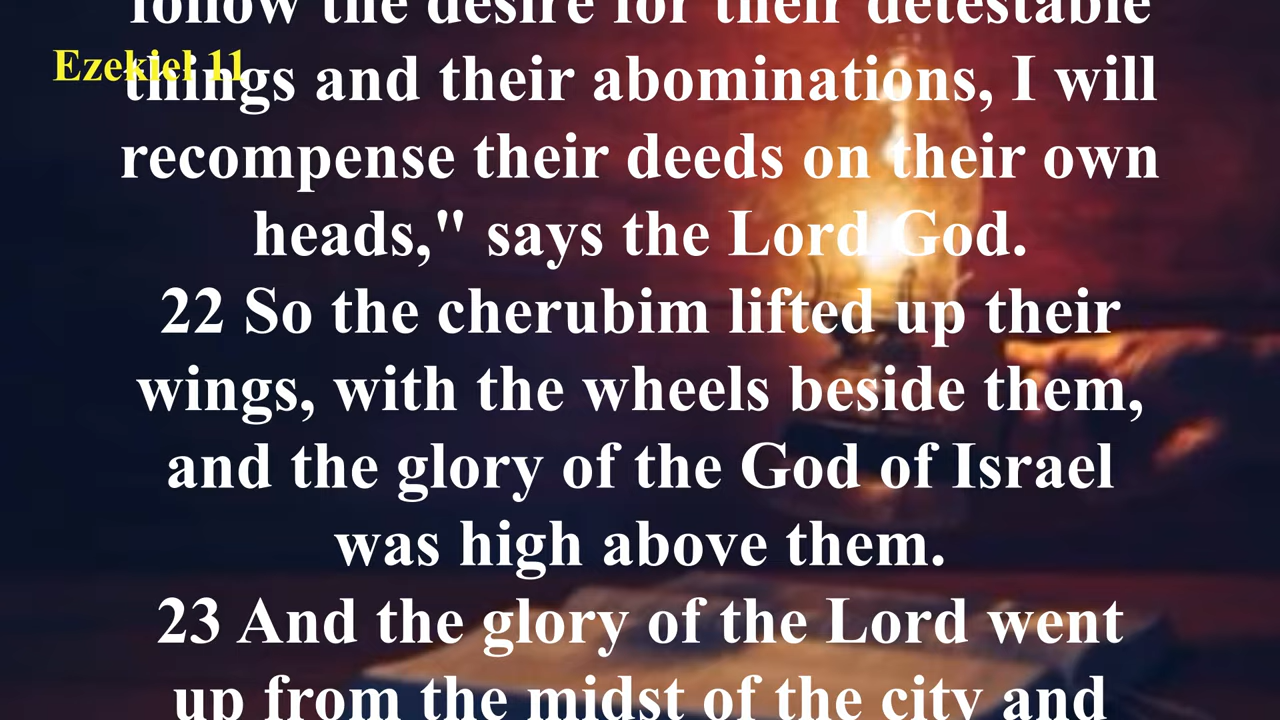 follow the desire for their detestable
Ezekiel 11
things and their abominations, I will
recompense their deeds on their own
heads," says the Lord God.
22 So the cherubim lifted up their
wings, with the wheels beside them,
and the glory of the God of Israel
was high above them.
23 And the glory of the Lord went
up from the midst of the city and